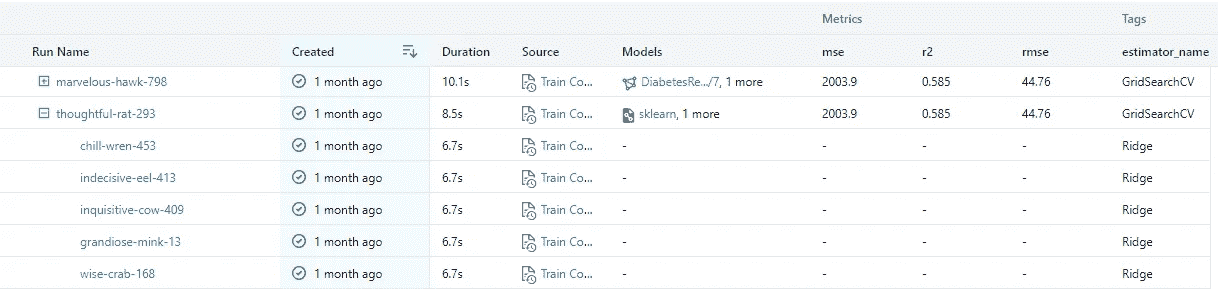 Metrics Tags
Run Name Created Duration Source Models mse r2 rmse estimator_name
marvelous-hawk-798 1 month ago 10.1s Train Co... DiabetesRe.../7, 1 more 2003.9 0.585 44.76 GridSearchCV
thoughtful-rat-293 1 month ago 8.5s Train Co... sklearn, 1 more 2003.9 0.585 44.76 GridSearchCV
chill-wren-453 1 month ago 6.7s Train Co... - - - - Ridge
indecisive-eel-413 1 month ago 6.7s Train Co... - - - - Ridge
inquisitive-cow-409 1 month ago 6.7s Train Co... - - - - Ridge
grandiose-mink-13 1 month ago 6.7s Train Co... - - - - Ridge
wise-crab-168 1 month ago 6.7s Train Co... - - - - Ridge